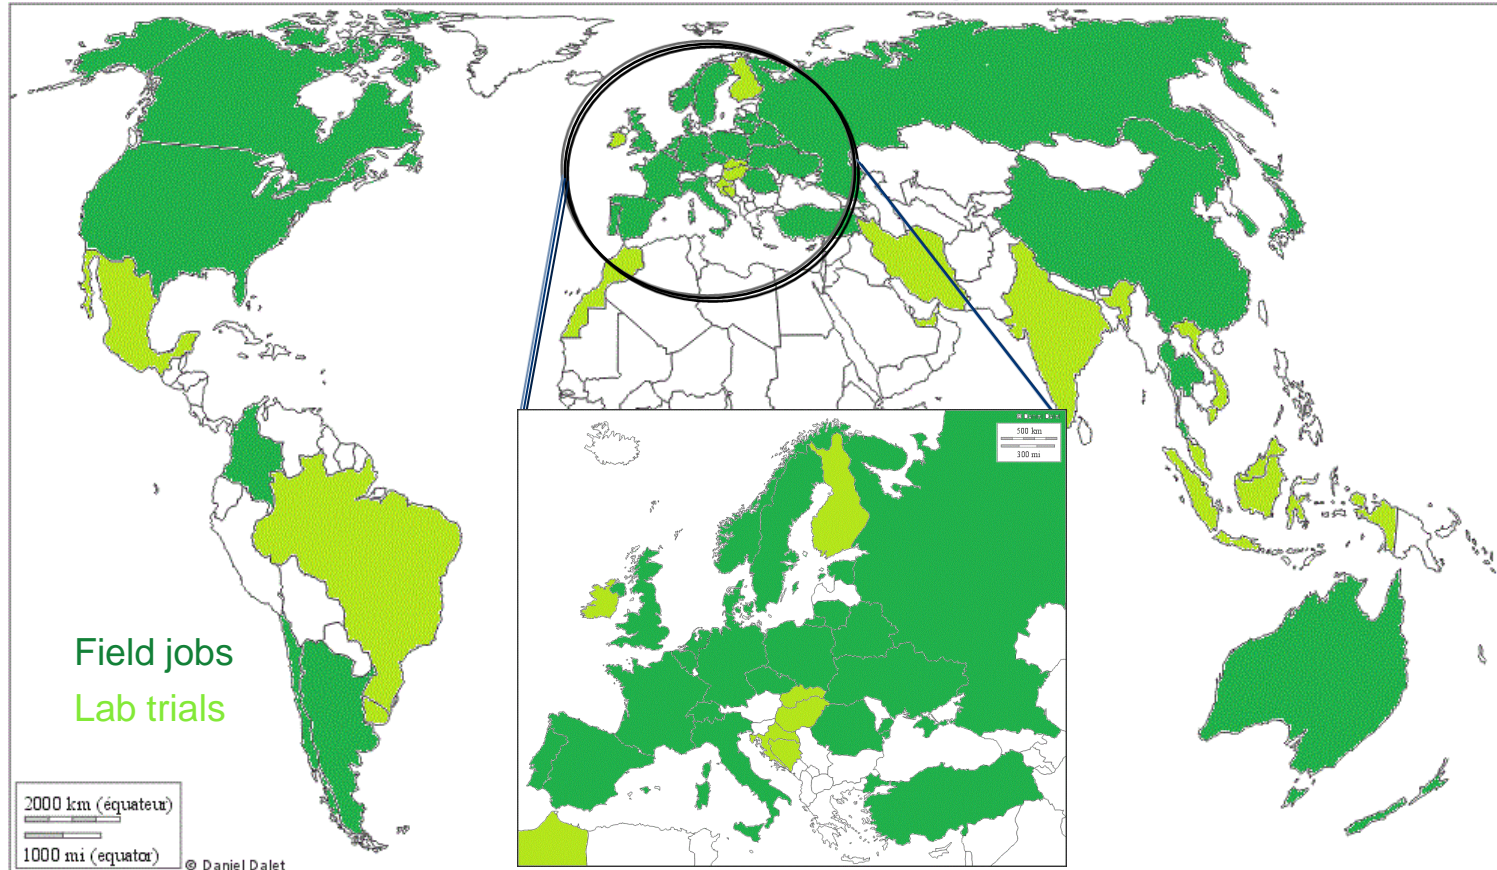 500 km
300 mi
Field jobs
Lab trials
2000 km (équateur)
1000 mi (equator)
© Daniel Dalet